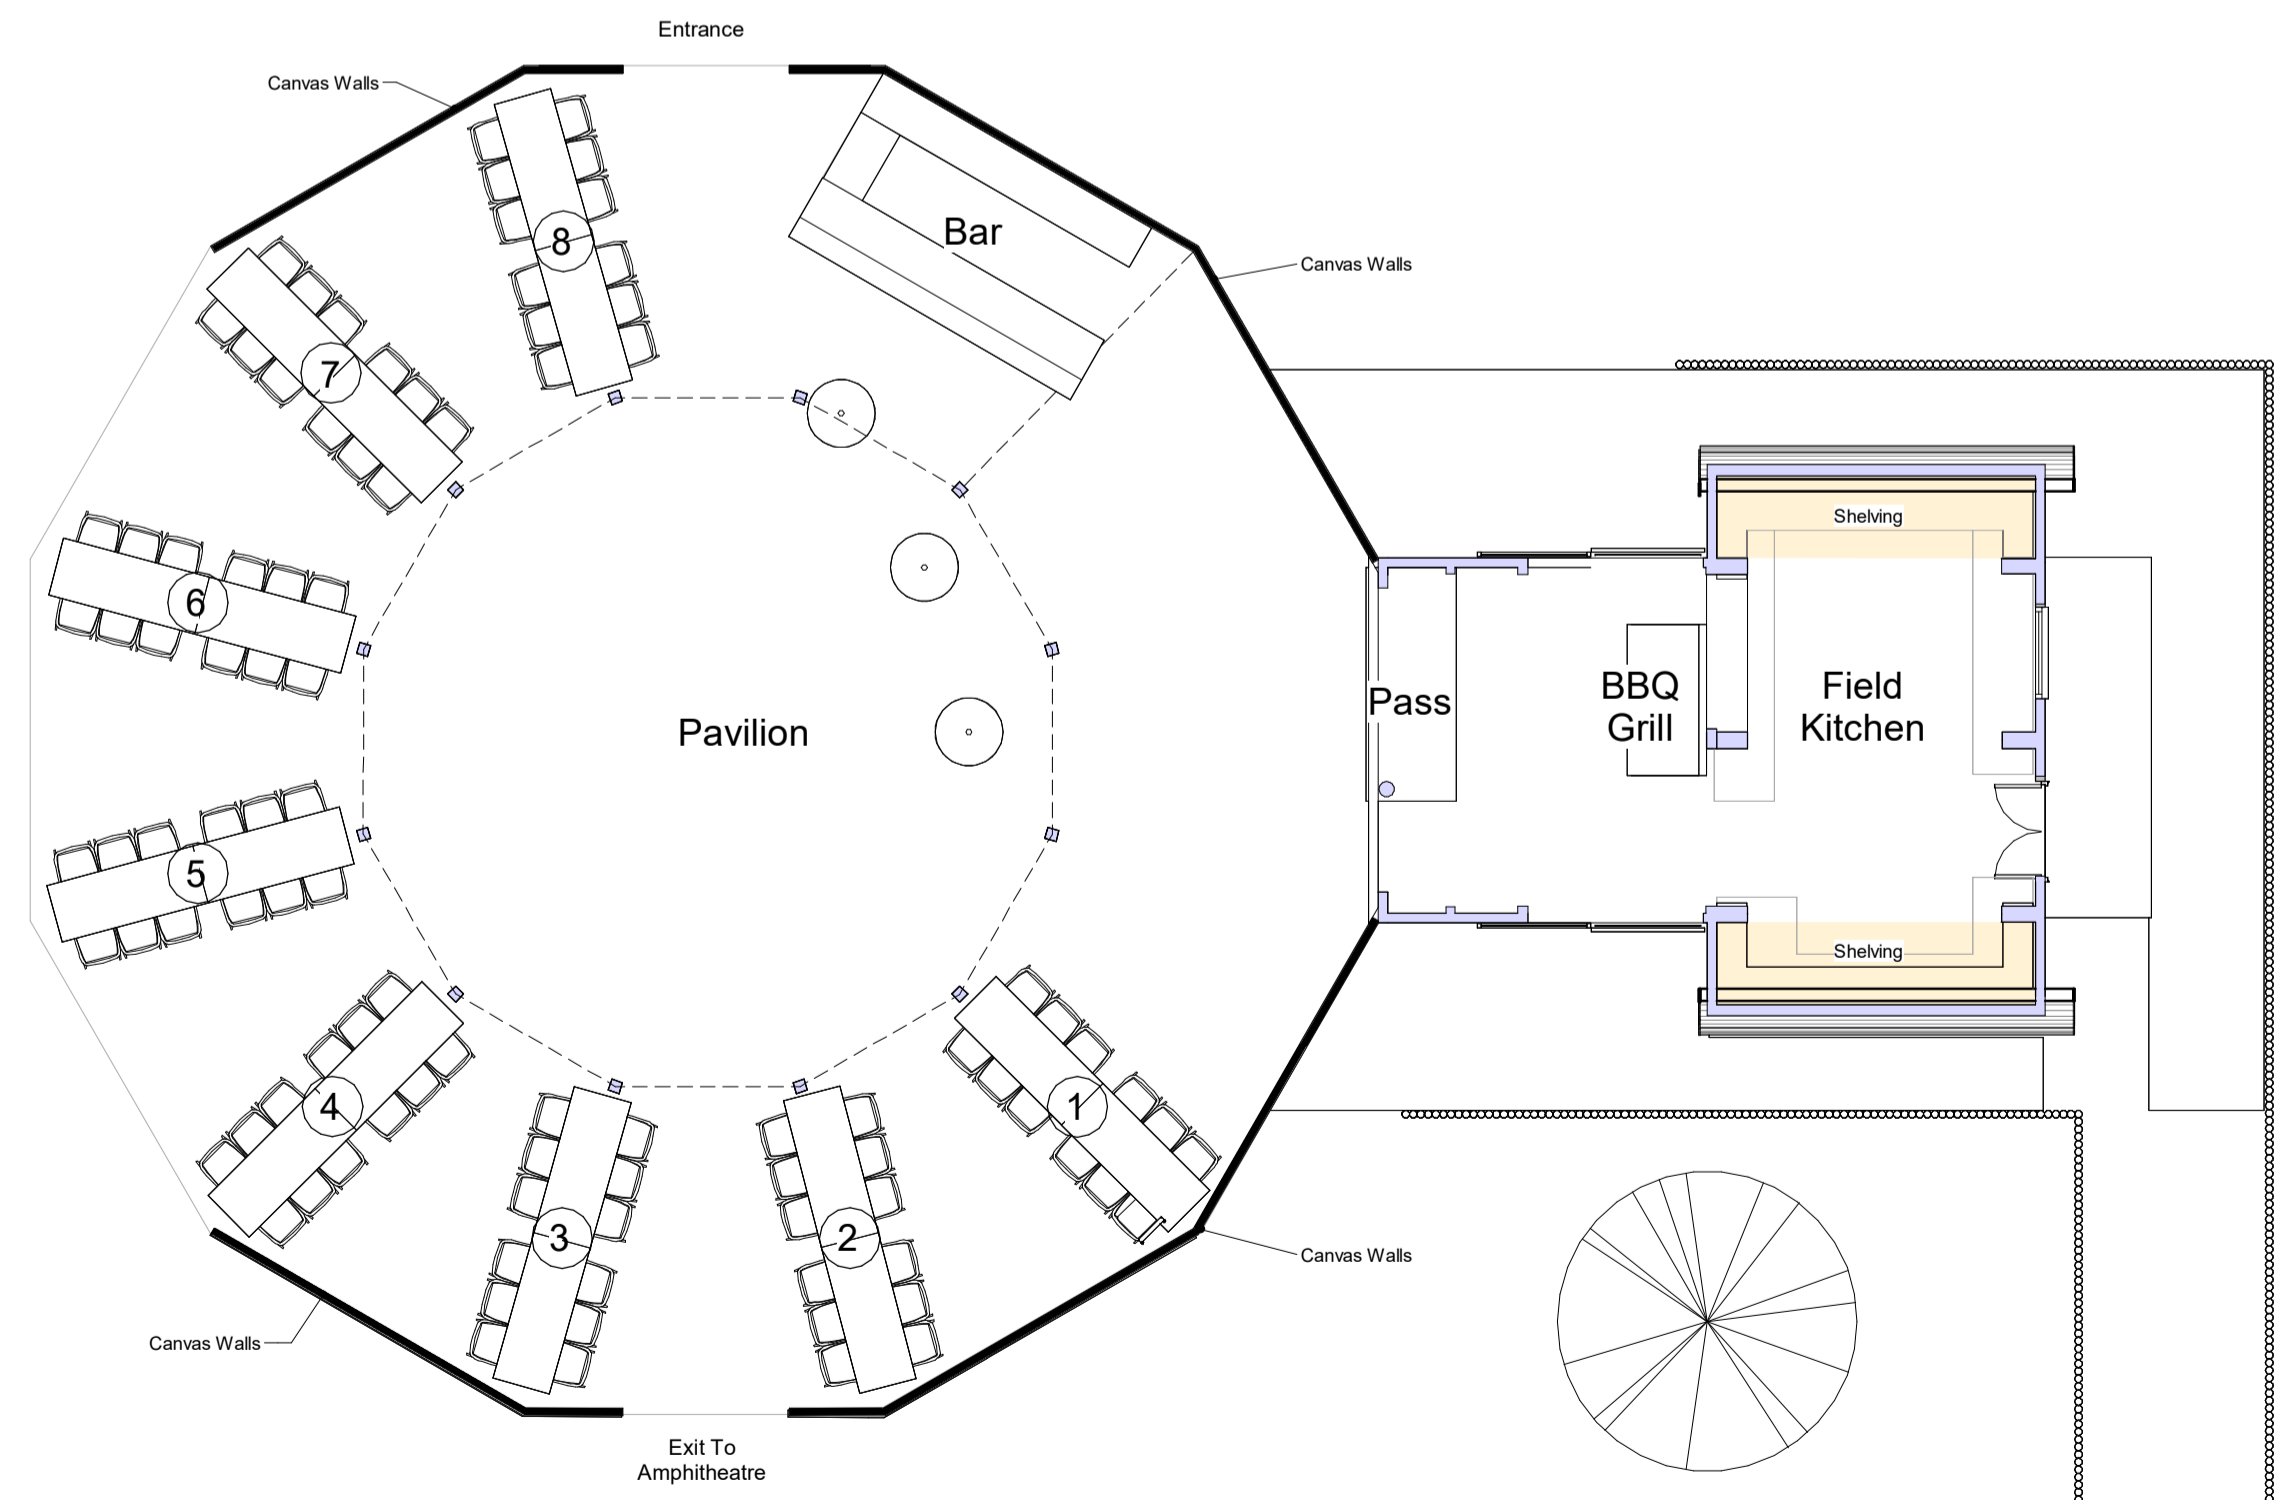 Entrance
Canvas Walls
8
Bar
Canvas Walls
7
Shelving
6
Pavilion
Pass
BBQ
Grill
Field
Kitchen
5
Shelving
4
1
3
2
Canvas Walls
Canvas Walls
Exit To
Amphitheatre